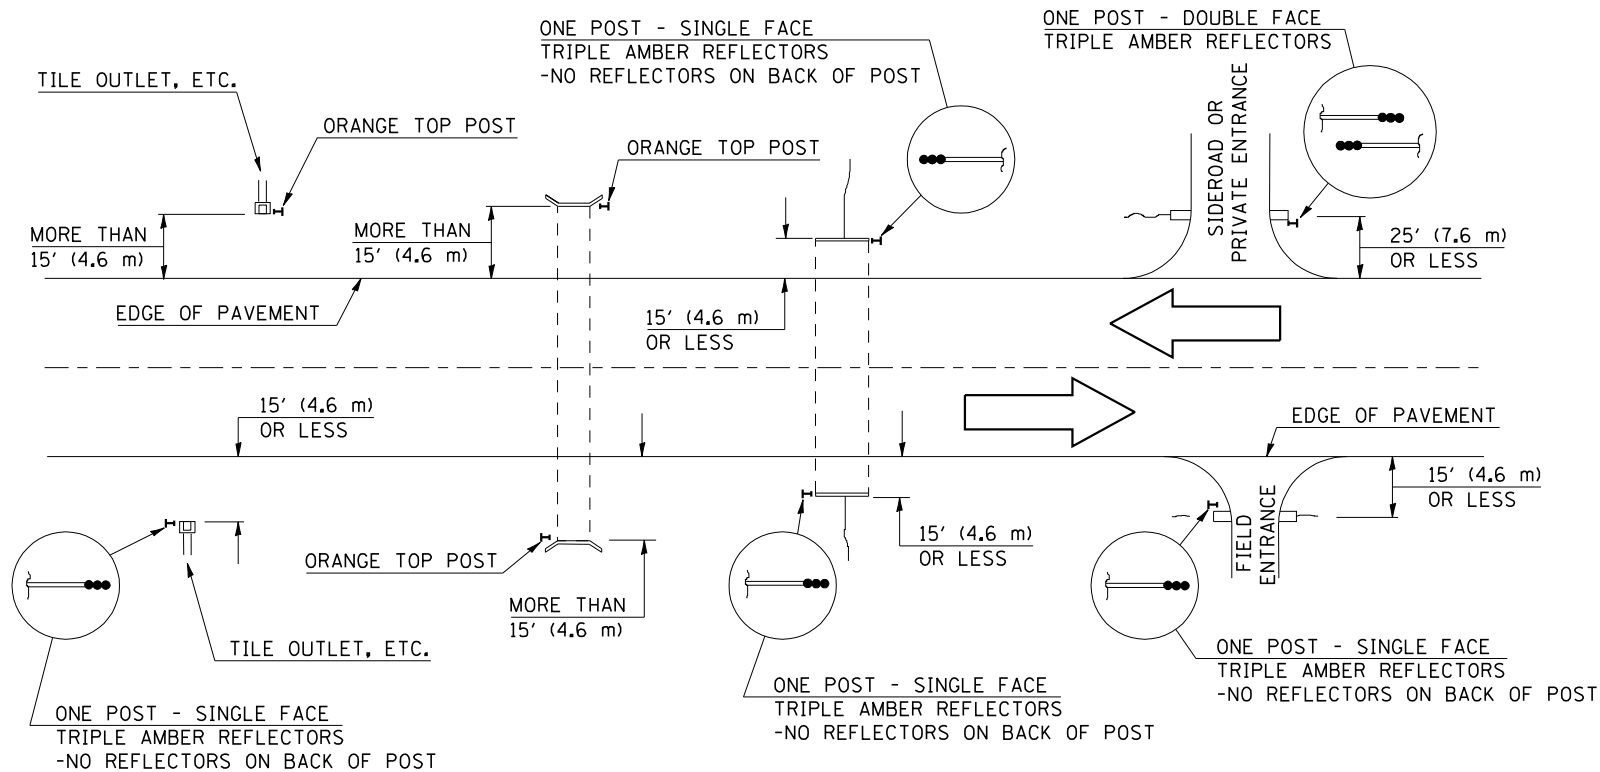 ONE POST - SINGLE FACE
TRIPLE AMBER REFLECTORS
-NO REFLECTORS ON BACK OF POST
ONE POST - DOUBLE FACE
TRIPLE AMBER REFLECTORS
TILE OUTLET, ETC.
ORANGE TOP POST
ORANGE TOP POST
SIDEROAD OR
PRIVATE ENTRANCE
MORE THAN
15' (4.6 m)
MORE THAN
15' (4.6 m)
25' (7.6 m)
OR LESS
EDGE OF PAVEMENT
15' (4.6 m)
OR LESS
15' (4.6 m)
OR LESS
EDGE OF PAVEMENT
15' (4.6 m)
OR LESS
FIELD
ENTRANCE
15' (4.6 m)
OR LESS
ORANGE TOP POST
MORE THAN
15' (4.6 m)
TILE OUTLET, ETC.
ONE POST - SINGLE FACE
TRIPLE AMBER REFLECTORS
-NO REFLECTORS ON BACK OF POST
ONE POST - SINGLE FACE
TRIPLE AMBER REFLECTORS
-NO REFLECTORS ON BACK OF POST
ONE POST - SINGLE FACE
TRIPLE AMBER REFLECTORS
-NO REFLECTORS ON BACK OF POST